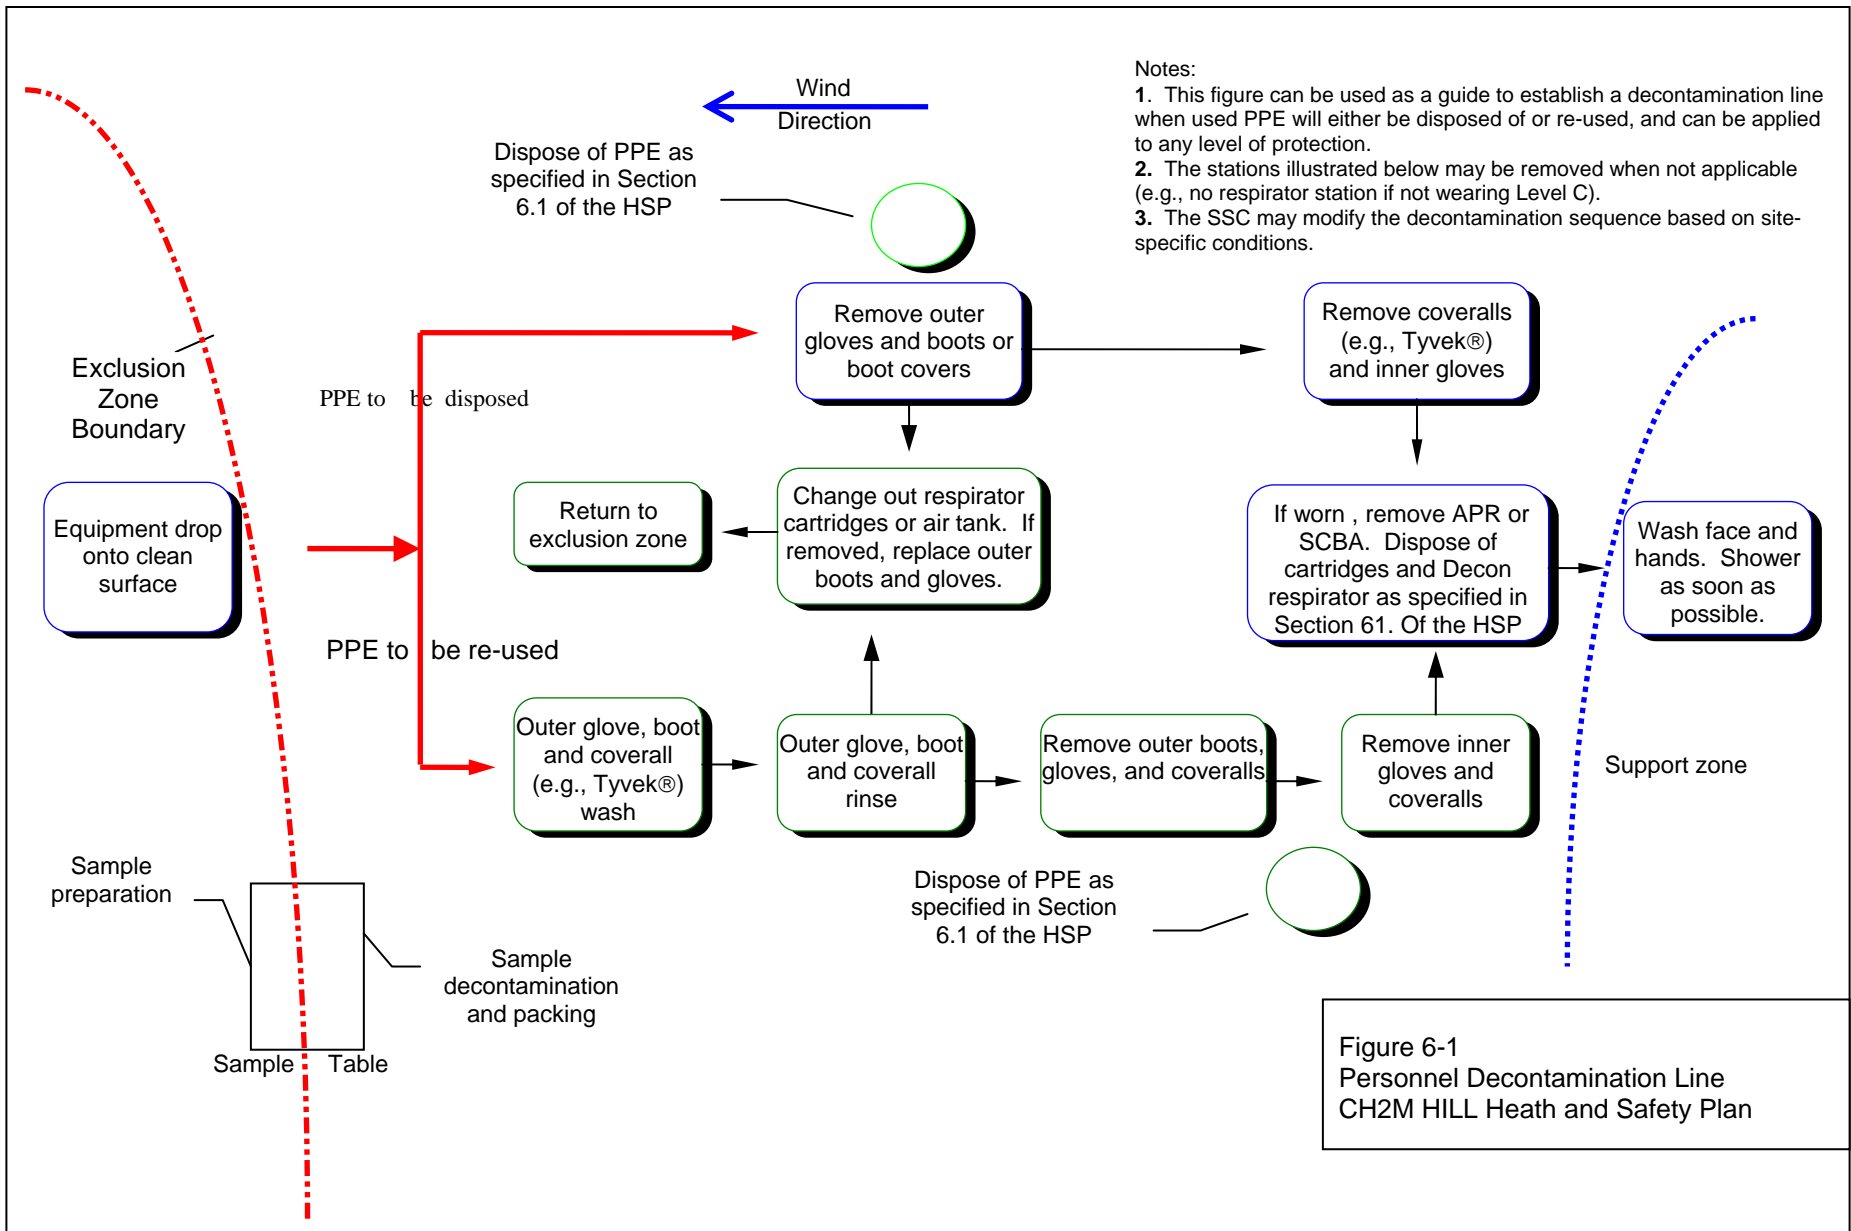 Wind
Direction
Notes:
1.  This figure can be used as a guide to establish a decontamination line
when used PPE will either be disposed of or re-used, and can be applied
to any level of protection.
2.  The stations illustrated below may be removed when not applicable
(e.g., no respirator station if not wearing Level C).
3.  The SSC may modify the decontamination sequence based on site-
specific conditions.
Dispose of PPE as
specified in Section
6.1 of the HSP
Exclusion
Zone
Boundary
PPE to be disposed
Remove outer
gloves and boots or
boot covers
Remove coveralls
(e.g., Tyvek®)
and inner gloves
Equipment drop
onto clean
surface
Return to
exclusion zone
Change out respirator
cartridges or air tank.  If
removed, replace outer
boots and gloves.
If worn , remove APR or
SCBA.  Dispose of
cartridges and Decon
respirator as specified in
Section 61. Of the HSP
Wash face and
hands.  Shower
as soon as
possible.
PPE to be re-used
Outer glove, boot
and coverall
(e.g., Tyvek®)
wash
Outer glove, boot
and coverall
rinse
Remove outer boots,
gloves, and coveralls
Remove inner
gloves and
coveralls
Support zone
Sample
preparation
Dispose of PPE as
specified in Section
6.1 of the HSP
Sample
decontamination
and packing
Sample Table
Figure 6-1
Personnel Decontamination Line
CH2M HILL Heath and Safety Plan